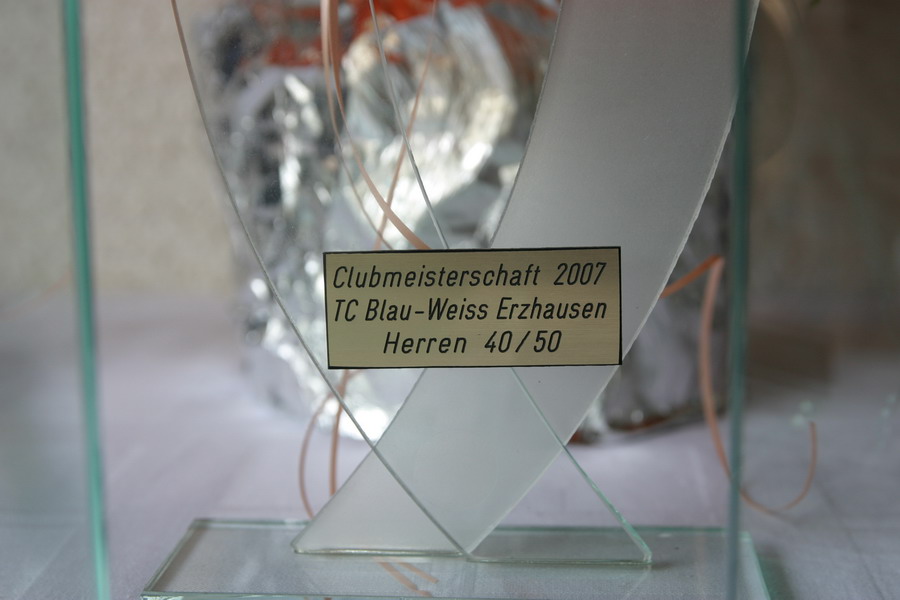 Clubmeisterschaft 2007
TC Blau-Weiss Erzhausen
Herren 40/50